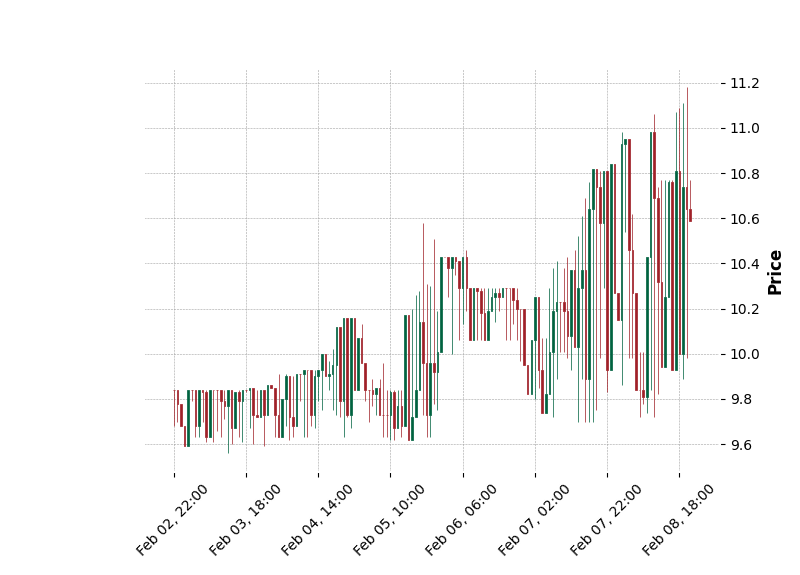 11.2
11.0
10.8
10.6
10.4
10.2
10.0
9.8
9.6
Price
Feb 02, 22:00
Feb 03, 18:00
Feb 04, 14:00
Feb 05, 10:00
Feb 06, 06:00
Feb 07, 02:00
Feb 07, 22:00
Feb 08, 18:00